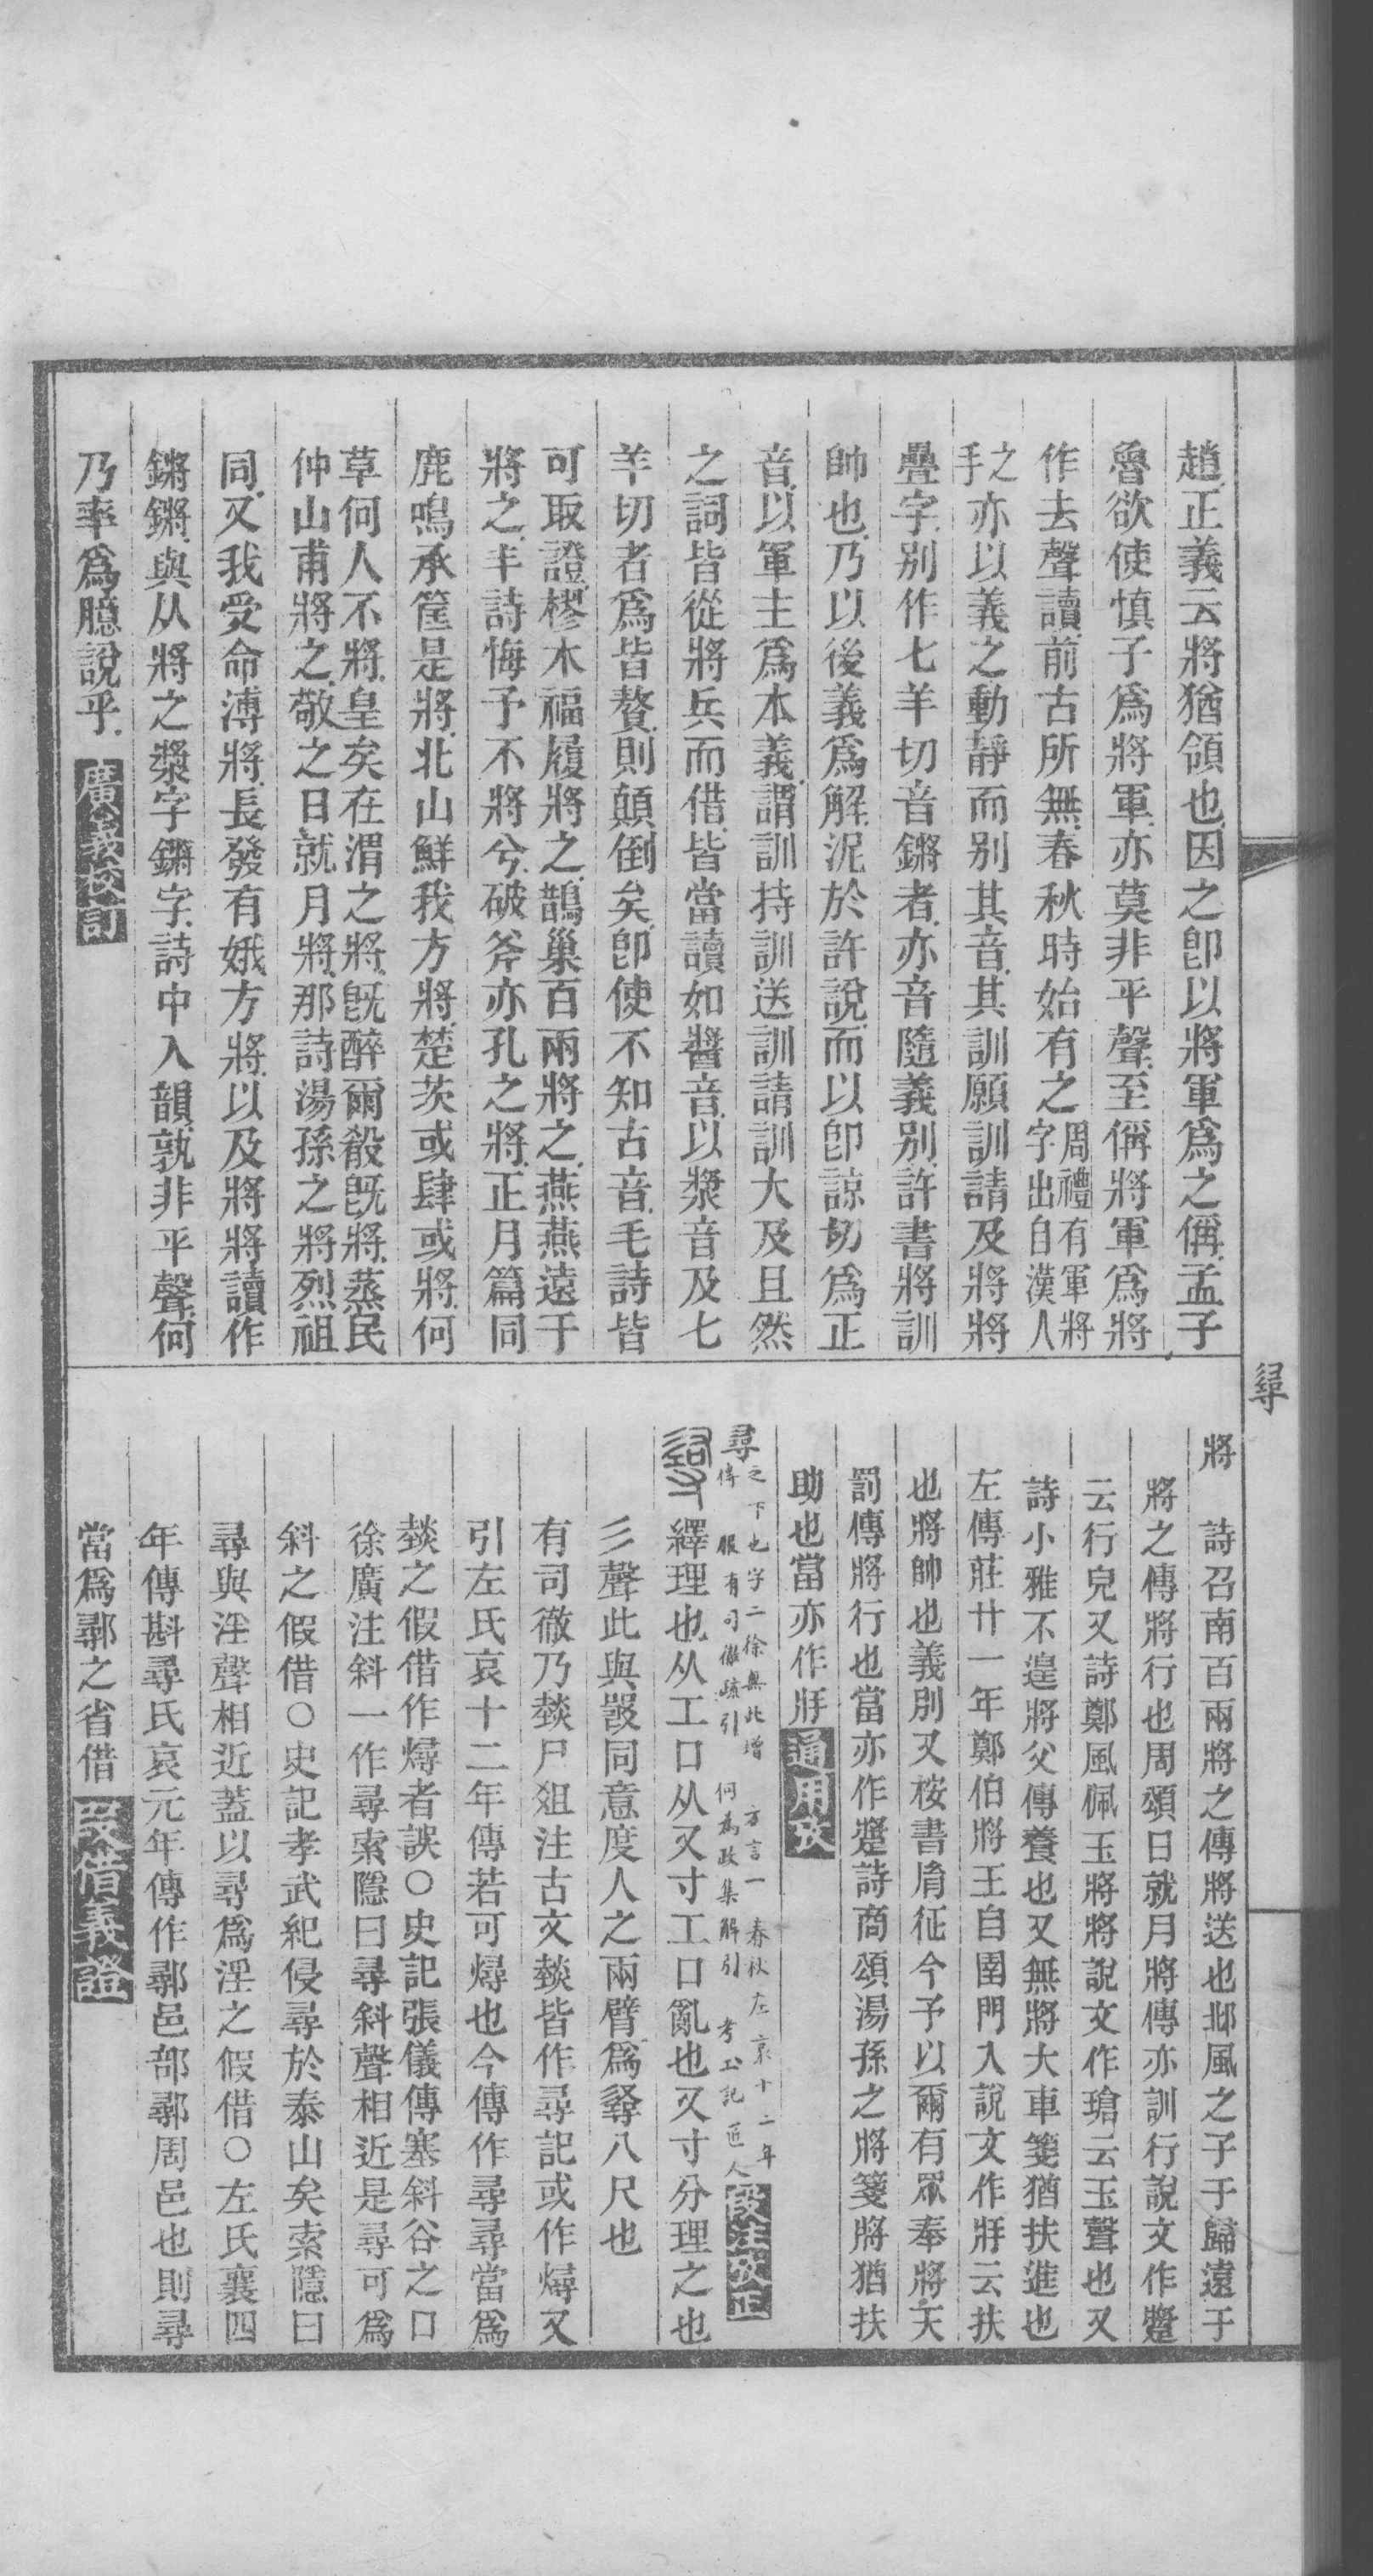 趙正義云將猶領也因之卽以將軍爲之偁孟子
魯欲使慎子爲將軍亦莫非平聲至偁將軍爲將
作去聲讀前古所無春秋時始有之周禮有軍將字出自漢人
之手亦以義之動靜而别其音其訓願訓請及將將
疊字别作七羊切音鏘者亦音隨義别許書將訓
帥也乃以後義爲解泥於許說而以卽諒切爲正
音以軍主爲本義謂訓持訓送訓請訓大及且然
之詞皆從將兵而借皆當讀如醬音以漿音及七
羊切者爲皆贅則顛倒矣卽使不知古音毛詩皆
可取證樛木福履將之鵲巢百兩將之燕燕遠于
將之丰詩悔予不將兮破斧亦孔之將正月篇同
鹿鳴承筐是將北山鮮我方將楚茨或肆或將何
草何人不將皇矣在渭之將旣醉爾殽旣將蒸民
仲山甫將之敬之日就月將那詩湯孫之將烈祖
同又我受命溥將長發有娀方將以及將將讀作
鏘鏘與从將之漿字鏘字詩中入韻孰非平聲何
乃率爲臆說乎 廣義校訂
尋
將 詩召南百兩將之傳將送也邶風之子于歸遠于
將之傳將行也周頌日就月將傳亦訓行說文作蹩
云行皃又詩鄭風佩玉將將說文作瑲云玉聲也又
詩小雅不遑將父傳養也又無將大車箋猶扶進也
左傳莊廿一年鄭伯將王自圉門入說文作牂云扶
也將帥也義別又桉書胤征今予以爾有眾奉將天
罰傳將行也當亦作蹩詩商頌湯孫之將箋將猶扶
助也當亦作牂 通用攷
尋 之下也字二徐無此增 方言一 春秋左哀十二年傳 服有司徹疏引 何爲政集解引 考工記匠人 段注攷正
繹理也从工口从又寸工口亂也又寸分理之也
彡聲此與𠭖同意度人之兩臂爲尋八尺也
有司徹乃燅尸俎注古文燅皆作尋記或作燖又
引左氏哀十二年傳若可燖也今傳作尋尋當爲
燅之假借作燖者誤〇史記張儀傳塞斜谷之口
徐廣注斜一作尋索隱曰尋斜聲相近是尋可爲
斜之假借〇史記孝武紀侵尋於泰山矣索隱曰
尋與淫聲相近蓋以尋爲淫之假借〇左氏襄四
年傳斟尋氏哀元年傳作鄩邑部鄩周邑也則尋
當爲鄩之省借 叚借義證